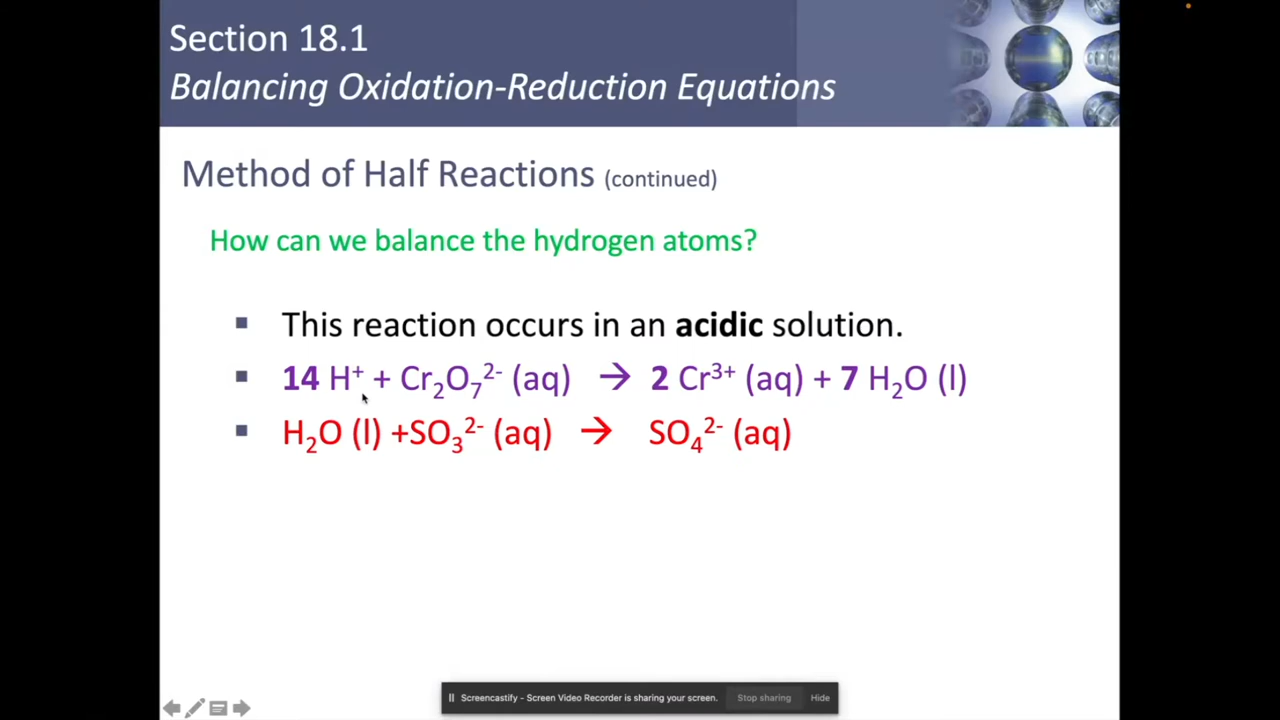 Section 18.1
Balancing Oxidation-Reduction Equations
Method of Half Reactions (continued)
How can we balance the hydrogen atoms?
▪ This reaction occurs in an acidic solution.
▪ 14 H⁺ + Cr₂O₇²⁻ (aq) → 2 Cr³⁺ (aq) + 7 H₂O (l)
▪ H₂O (l) +SO₃²⁻ (aq) → SO₄²⁻ (aq)
Screencastify - Screen Video Recorder is sharing your screen. Stop sharing Hide